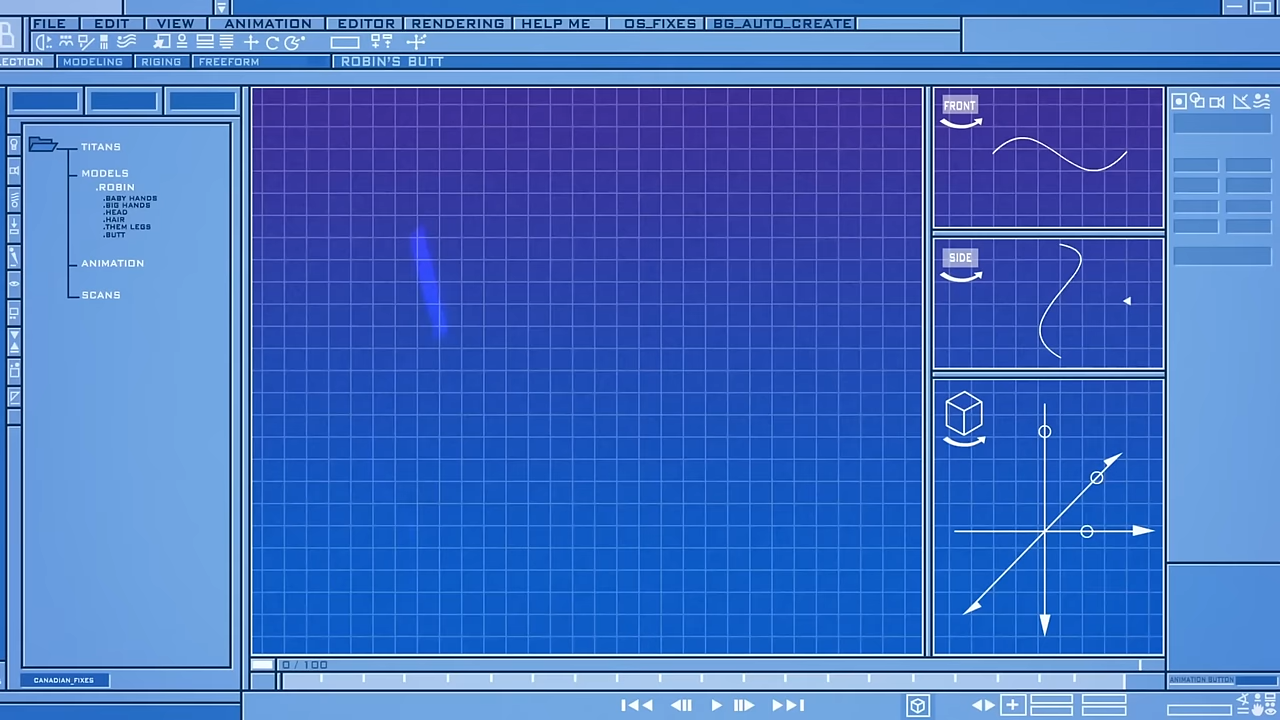 FILE EDIT VIEW ANIMATION EDITOR RENDERING HELP ME OS_FIXES BG_AUTO_CREATE
MODELING RIGING FREEFORM ROBIN'S BUTT
TITANS
MODELS
.ROBIN
.BABY HANDS
.BIG HANDS
.HEAD
.HAIR
.THEM LEGS
.BUTT
ANIMATION
SCANS
CANADIAN_FIXES
FRONT
SIDE
0 / 100
ANIMATION BUTTON